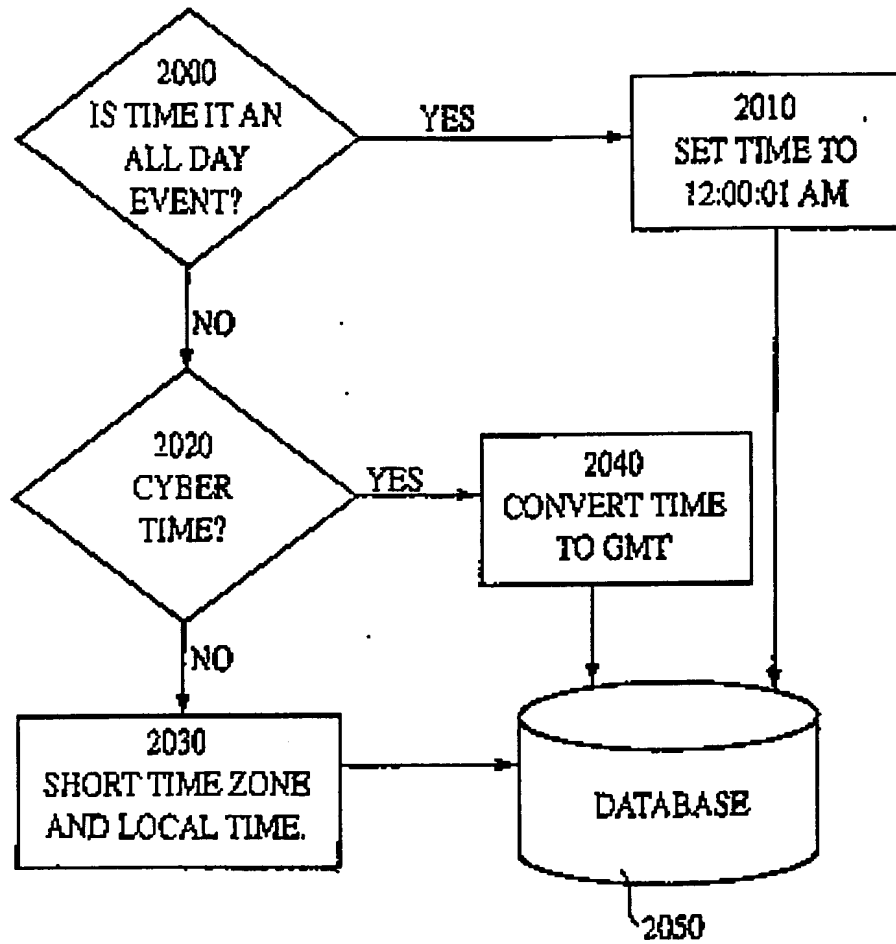 2000
IS TIME IT AN
ALL DAY
EVENT?
YES
2010
SET TIME TO
12:00:01 AM
NO
2020
CYBER
TIME?
YES
2040
CONVERT TIME
TO GMT
NO
2030
SHORT TIME ZONE
AND LOCAL TIME.
DATABASE
2050